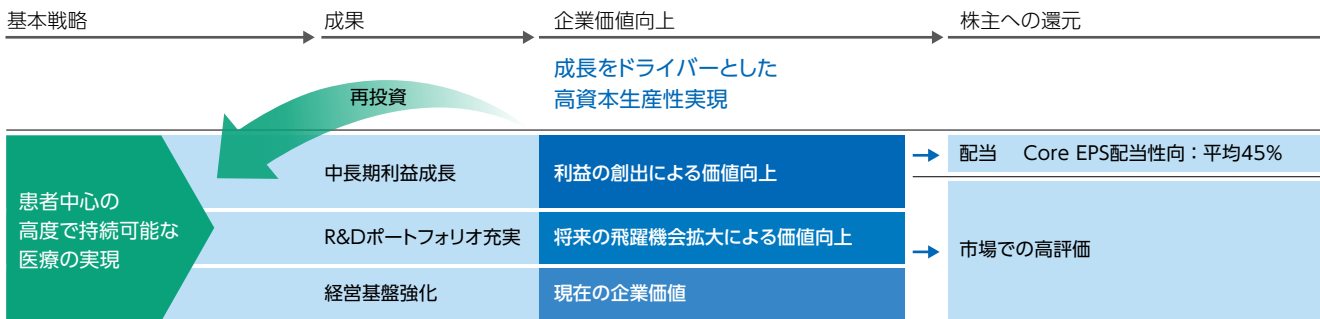 基本戦略
成果
企業価値向上
株主への還元
成長をドライバーとした
高資本生産性実現
再投資
患者中心の
高度で持続可能な
医療の実現
中長期利益成長
利益の創出による価値向上
配当 Core EPS配当性向：平均45%
R&Dポートフォリオ充実
将来の飛躍機会拡大による価値向上
市場での高評価
経営基盤強化
現在の企業価値